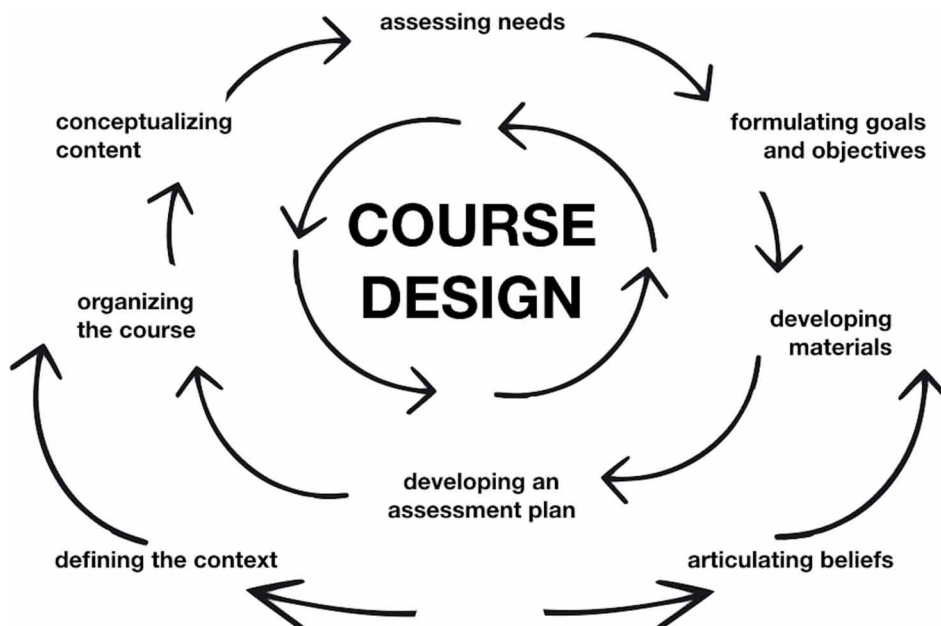 assessing needs
conceptualizing
content
formulating goals
and objectives
COURSE
DESIGN
organizing
the course
developing
materials
developing an
assessment plan
defining the context
articulating beliefs